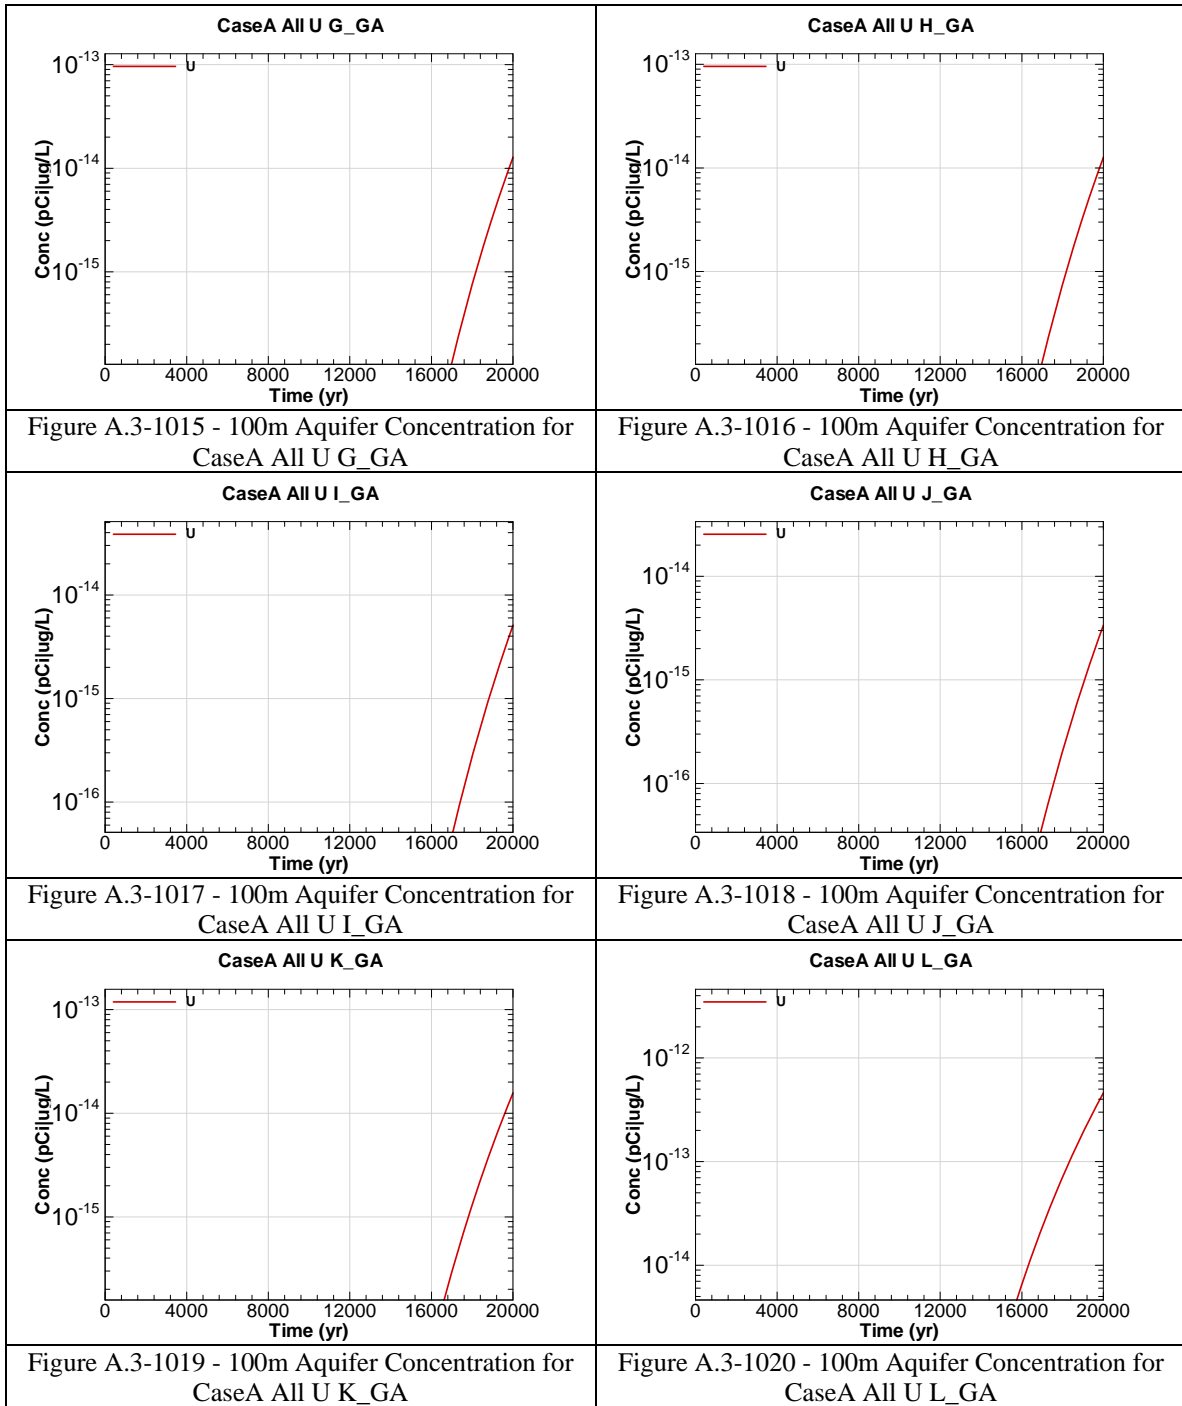 CaseA All U G_GA
U
Conc (pCi|ug/L)
10-13
10-14
10-15
0 4000 8000 12000 16000 20000
Time (yr)
Figure A.3-1015 - 100m Aquifer Concentration for
CaseA All U G_GA
CaseA All U H_GA
U
Conc (pCi|ug/L)
10-13
10-14
10-15
0 4000 8000 12000 16000 20000
Time (yr)
Figure A.3-1016 - 100m Aquifer Concentration for
CaseA All U H_GA
CaseA All U I_GA
U
Conc (pCi|ug/L)
10-14
10-15
10-16
0 4000 8000 12000 16000 20000
Time (yr)
Figure A.3-1017 - 100m Aquifer Concentration for
CaseA All U I_GA
CaseA All U J_GA
U
Conc (pCi|ug/L)
10-14
10-15
10-16
0 4000 8000 12000 16000 20000
Time (yr)
Figure A.3-1018 - 100m Aquifer Concentration for
CaseA All U J_GA
CaseA All U K_GA
U
Conc (pCi|ug/L)
10-13
10-14
10-15
0 4000 8000 12000 16000 20000
Time (yr)
Figure A.3-1019 - 100m Aquifer Concentration for
CaseA All U K_GA
CaseA All U L_GA
U
Conc (pCi|ug/L)
10-12
10-13
10-14
0 4000 8000 12000 16000 20000
Time (yr)
Figure A.3-1020 - 100m Aquifer Concentration for
CaseA All U L_GA